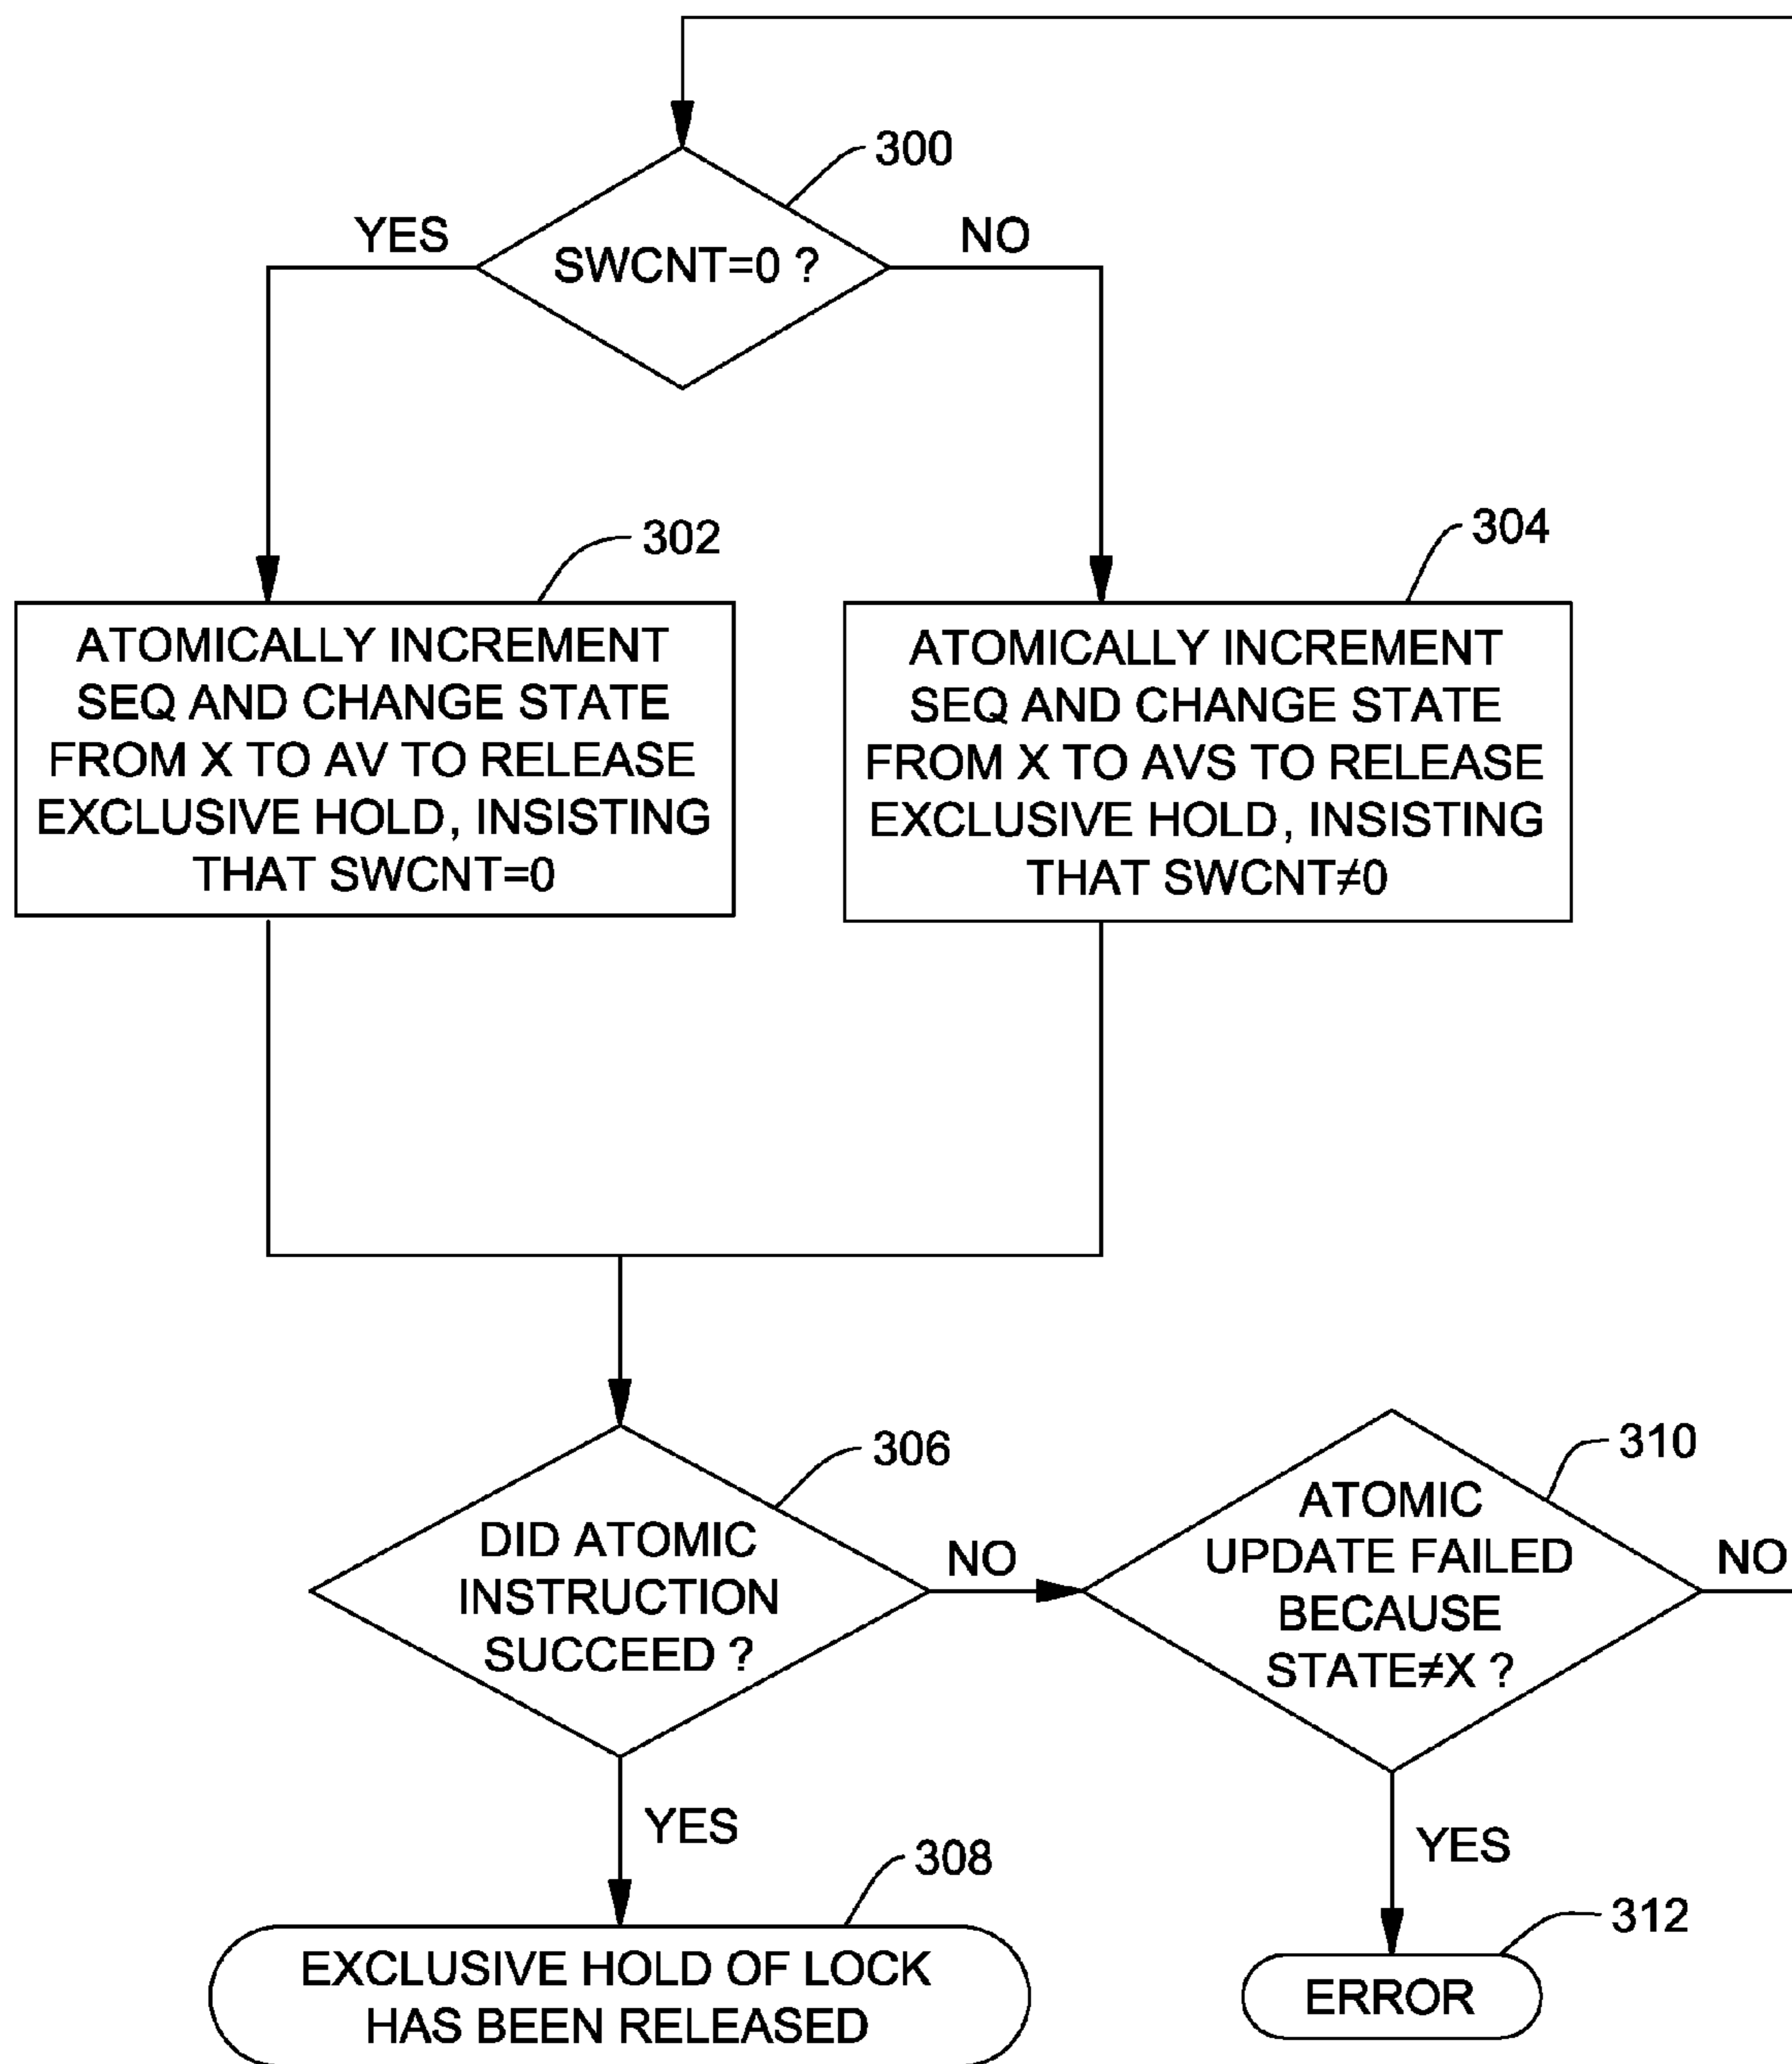 300
YES
NO
SWCNT=0 ?
302
304
ATOMICALLY INCREMENT
SEQ AND CHANGE STATE
FROM X TO AV TO RELEASE
EXCLUSIVE HOLD, INSISTING
THAT SWCNT=0
ATOMICALLY INCREMENT
SEQ AND CHANGE STATE
FROM X TO AVS TO RELEASE
EXCLUSIVE HOLD, INSISTING
THAT SWCNT≠0
306
DID ATOMIC
INSTRUCTION
SUCCEED ?
NO
310
ATOMIC
UPDATE FAILED
BECAUSE
STATE≠X ?
NO
YES
308
EXCLUSIVE HOLD OF LOCK
HAS BEEN RELEASED
YES
312
ERROR